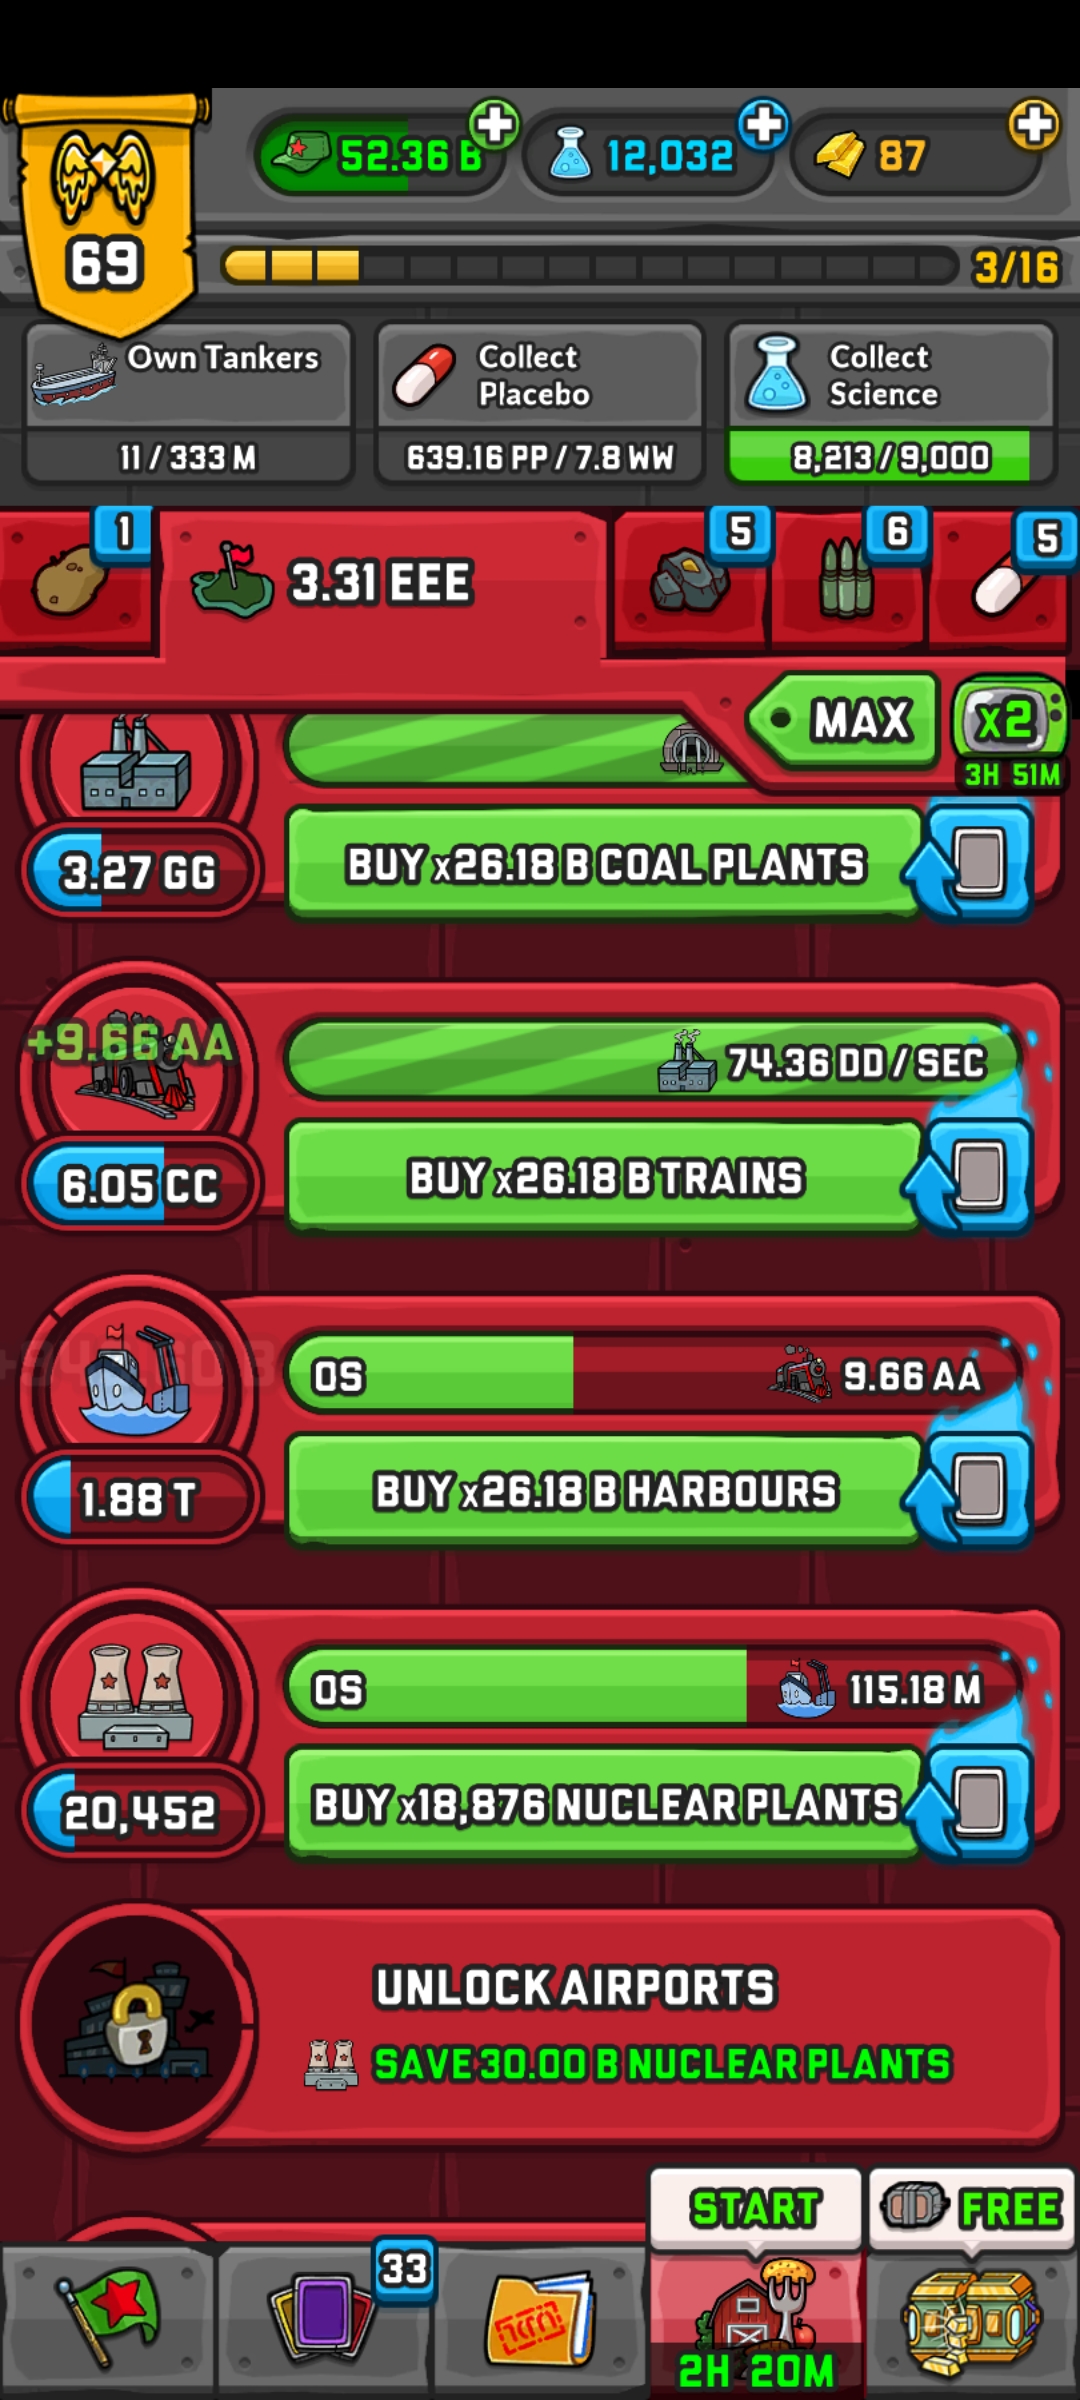 52.36 B
12,032
87
69
3/16
Own Tankers
11 / 333 M
Collect
Placebo
639.16 PP / 7.8 WW
Collect
Science
8,213 / 9,000
1
3.31 EEE
5
6
5
MAX
x2
3H 51M
3.27 GG
BUY x26.18 B COAL PLANTS
+9.66 AA
74.36 DD / SEC
6.05 CC
BUY x26.18 B TRAINS
0S
9.66 AA
1.88 T
BUY x26.18 B HARBOURS
0S
115.18 M
20,452
BUY x18,876 NUCLEAR PLANTS
UNLOCK AIRPORTS
SAVE 30.00 B NUCLEAR PLANTS
START
FREE
33
2H 20M